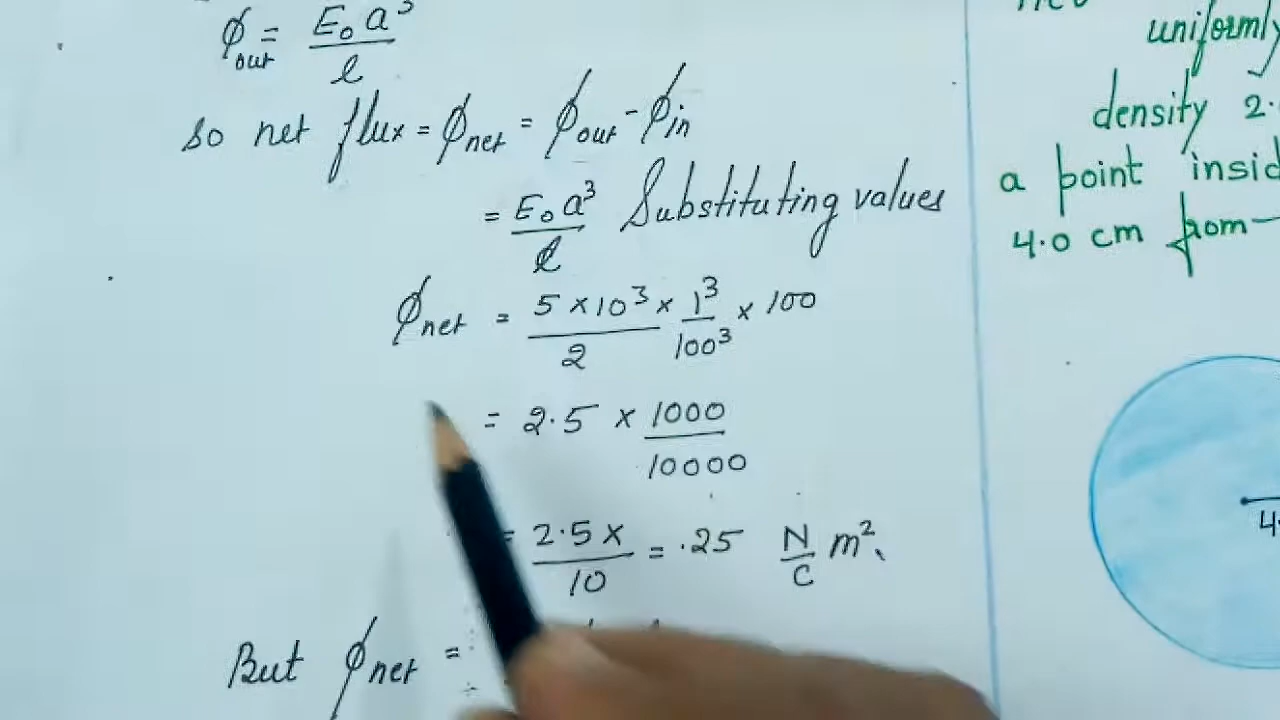 ϕout = E₀a³/l
so net flux = ϕnet = ϕout - ϕin
= E₀a³/l Substituting values
ϕnet = 5 × 10³/2 × 1³/100³ × 100
= 2.5 × 1000/10000
= 2.5 ×/10 = .25 N/C m².
But ϕnet =
uniformly
density 2.
a point insid
4.0 cm from
4